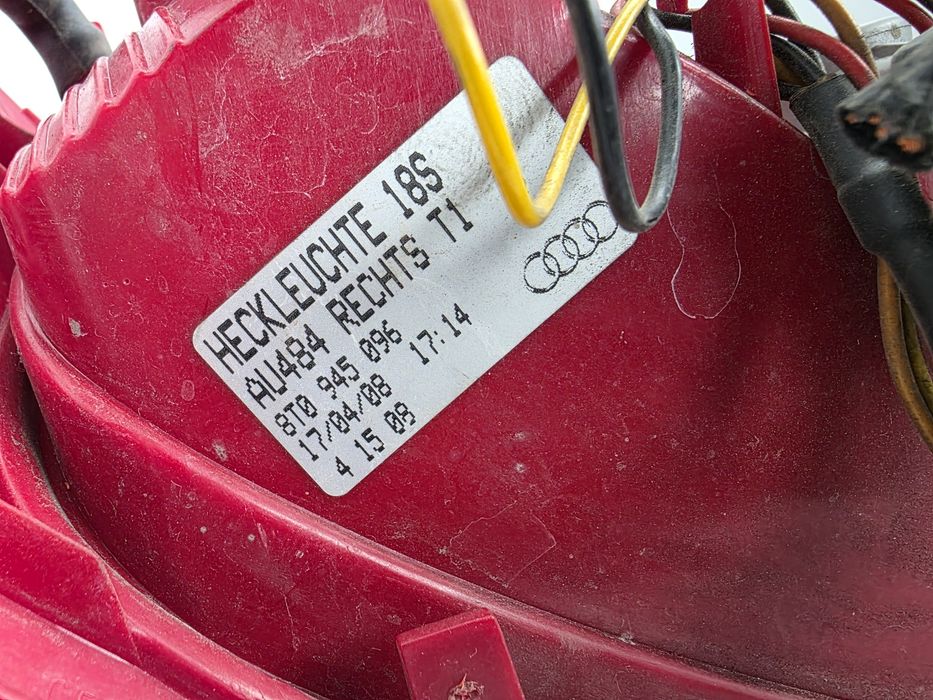 HECKLEUCHTE 18S
AU484 RECHTS T1
8T0 945 096
17/04/08 17:14
4 15 08